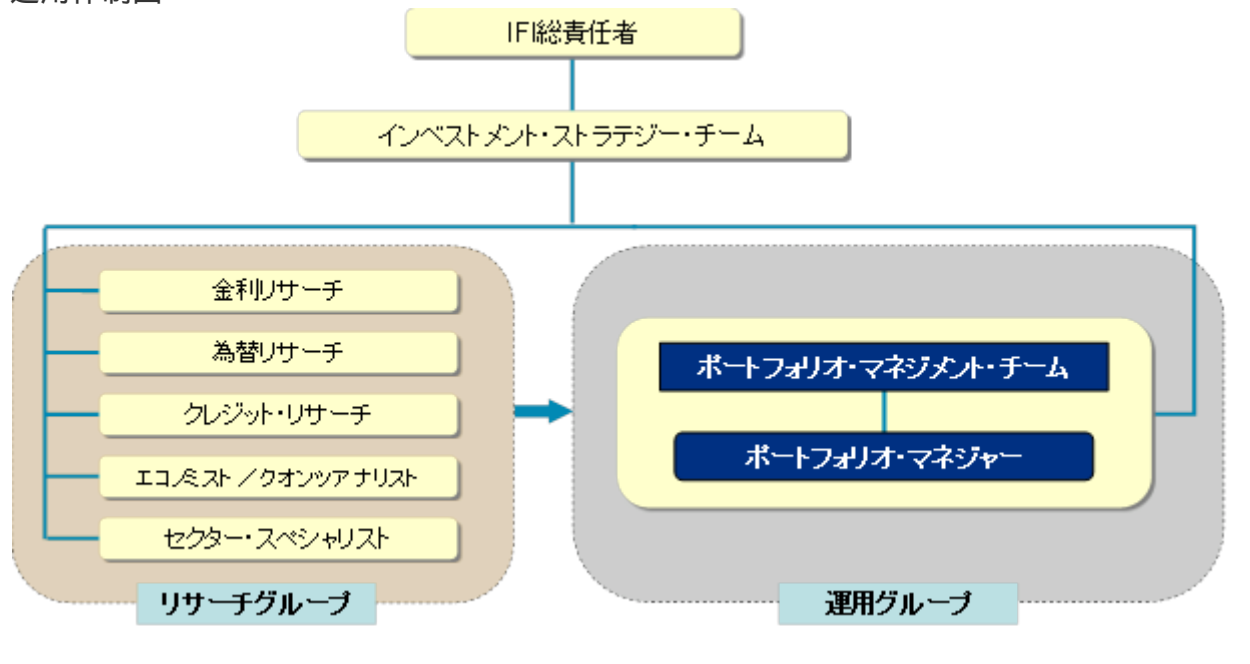 IFI総責任者
インベストメント・ストラテジー・チーム
金利リサーチ
為替リサーチ
クレジット・リサーチ
エコノミスト／クオンツアナリスト
セクター・スペシャリスト
リサーチグループ
ポートフォリオ・マネジメント・チーム
ポートフォリオ・マネジャー
運用グループ